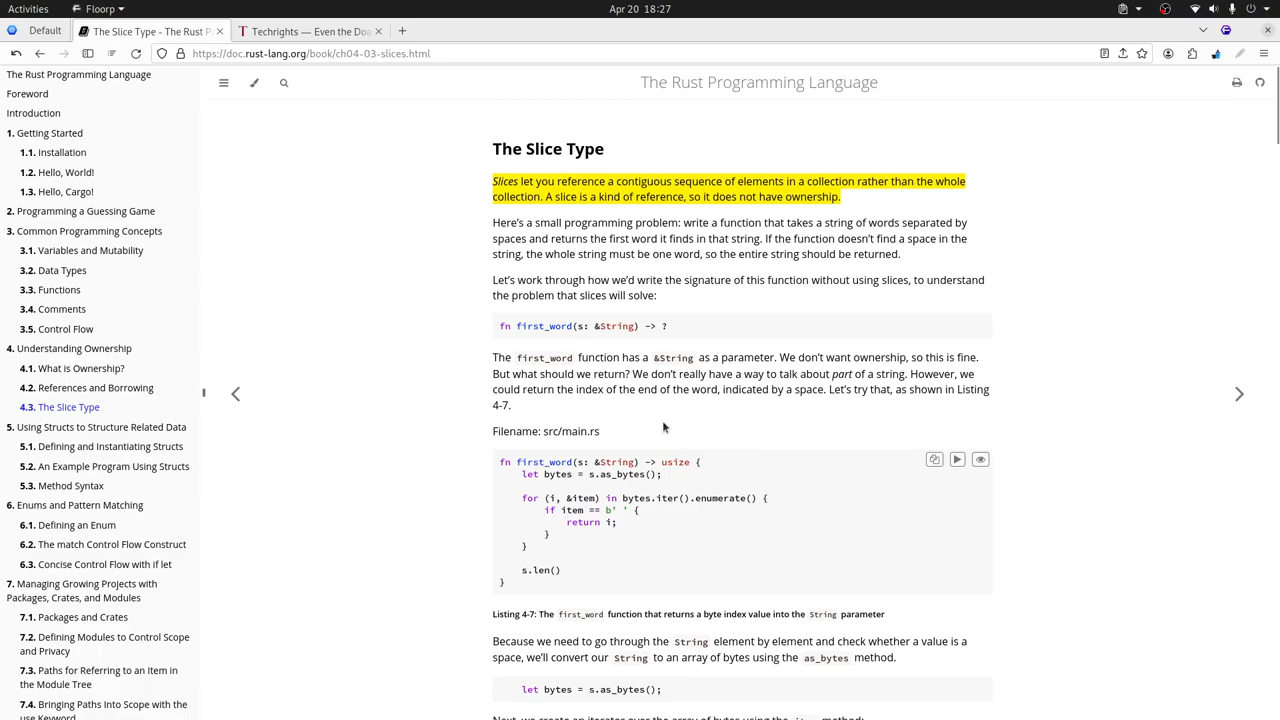 Activities
Floorp
Apr 20 18:27
Default
The Slice Type - The Rust P
Techrights — Even the Doa
https://doc.rust-lang.org/book/ch04-03-slices.html
The Rust Programming Language
Foreword
Introduction
1. Getting Started
1.1. Installation
1.2. Hello, World!
1.3. Hello, Cargo!
2. Programming a Guessing Game
3. Common Programming Concepts
3.1. Variables and Mutability
3.2. Data Types
3.3. Functions
3.4. Comments
3.5. Control Flow
4. Understanding Ownership
4.1. What is Ownership?
4.2. References and Borrowing
4.3. The Slice Type
5. Using Structs to Structure Related Data
5.1. Defining and Instantiating Structs
5.2. An Example Program Using Structs
5.3. Method Syntax
6. Enums and Pattern Matching
6.1. Defining an Enum
6.2. The match Control Flow Construct
6.3. Concise Control Flow with if let
7. Managing Growing Projects with
Packages, Crates, and Modules
7.1. Packages and Crates
7.2. Defining Modules to Control Scope
and Privacy
7.3. Paths for Referring to an Item in
the Module Tree
7.4. Bringing Paths Into Scope with the
use Keyword
The Rust Programming Language
The Slice Type
Slices let you reference a contiguous sequence of elements in a collection rather than the whole
collection. A slice is a kind of reference, so it does not have ownership.
Here’s a small programming problem: write a function that takes a string of words separated by
spaces and returns the first word it finds in that string. If the function doesn’t find a space in the
string, the whole string must be one word, so the entire string should be returned.
Let’s work through how we’d write the signature of this function without using slices, to understand
the problem that slices will solve:
fn first_word(s: &String) -> ?
The first_word function has a &String as a parameter. We don’t want ownership, so this is fine.
But what should we return? We don’t really have a way to talk about part of a string. However, we
could return the index of the end of the word, indicated by a space. Let’s try that, as shown in Listing
4-7.
Filename: src/main.rs
fn first_word(s: &String) -> usize {
let bytes = s.as_bytes();
for (i, &item) in bytes.iter().enumerate() {
if item == b' ' {
return i;
}
}
s.len()
}
Listing 4-7: The first_word function that returns a byte index value into the String parameter
Because we need to go through the String element by element and check whether a value is a
space, we’ll convert our String to an array of bytes using the as_bytes method.
let bytes = s.as_bytes();
Next, we create an iterator over the array of bytes using the iter method: